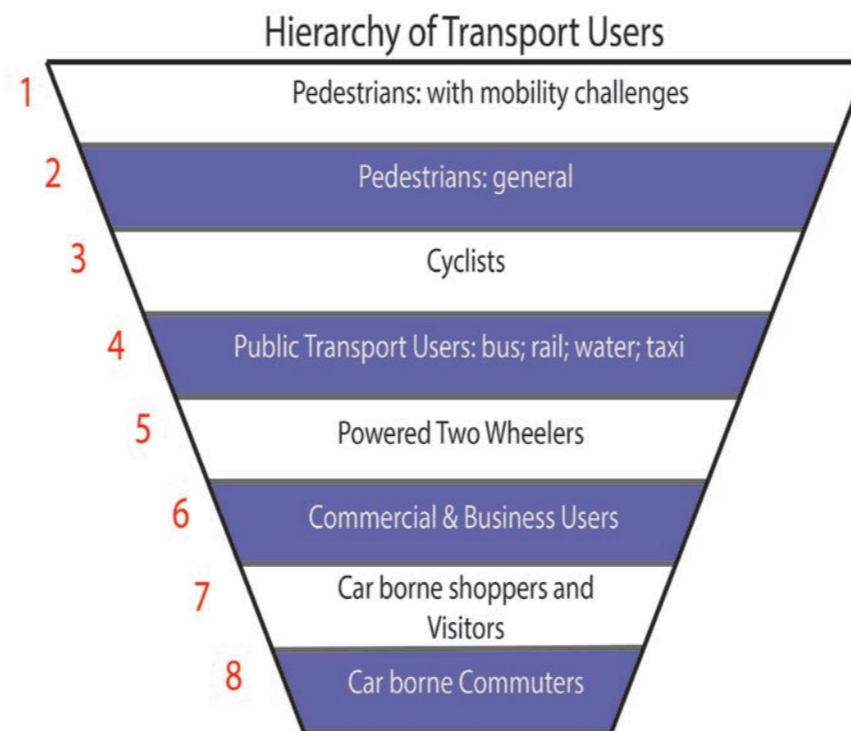 Hierarchy of Transport Users
1 Pedestrians: with mobility challenges
2 Pedestrians: general
3 Cyclists
4 Public Transport Users: bus; rail; water; taxi
5 Powered Two Wheelers
6 Commercial & Business Users
7 Car borne shoppers and
Visitors
8 Car borne Commuters